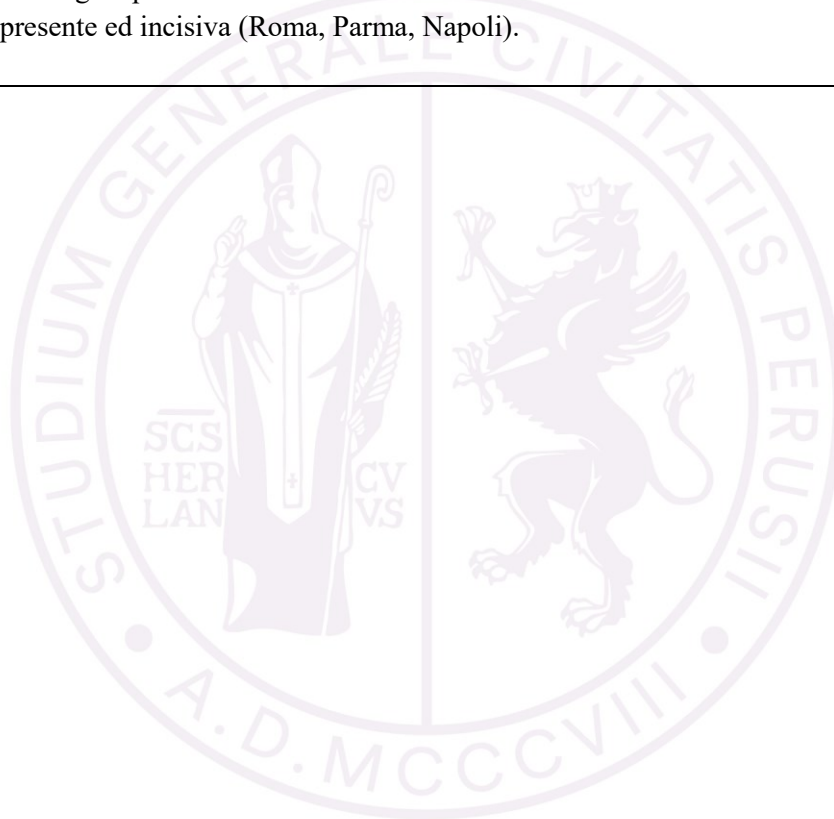 presente ed incisiva (Roma, Parma, Napoli).
STUDIUM GENERALE CIVITATIS PERUSII
SCS
HER CV
LAN VS
A.D. MCCCVIII